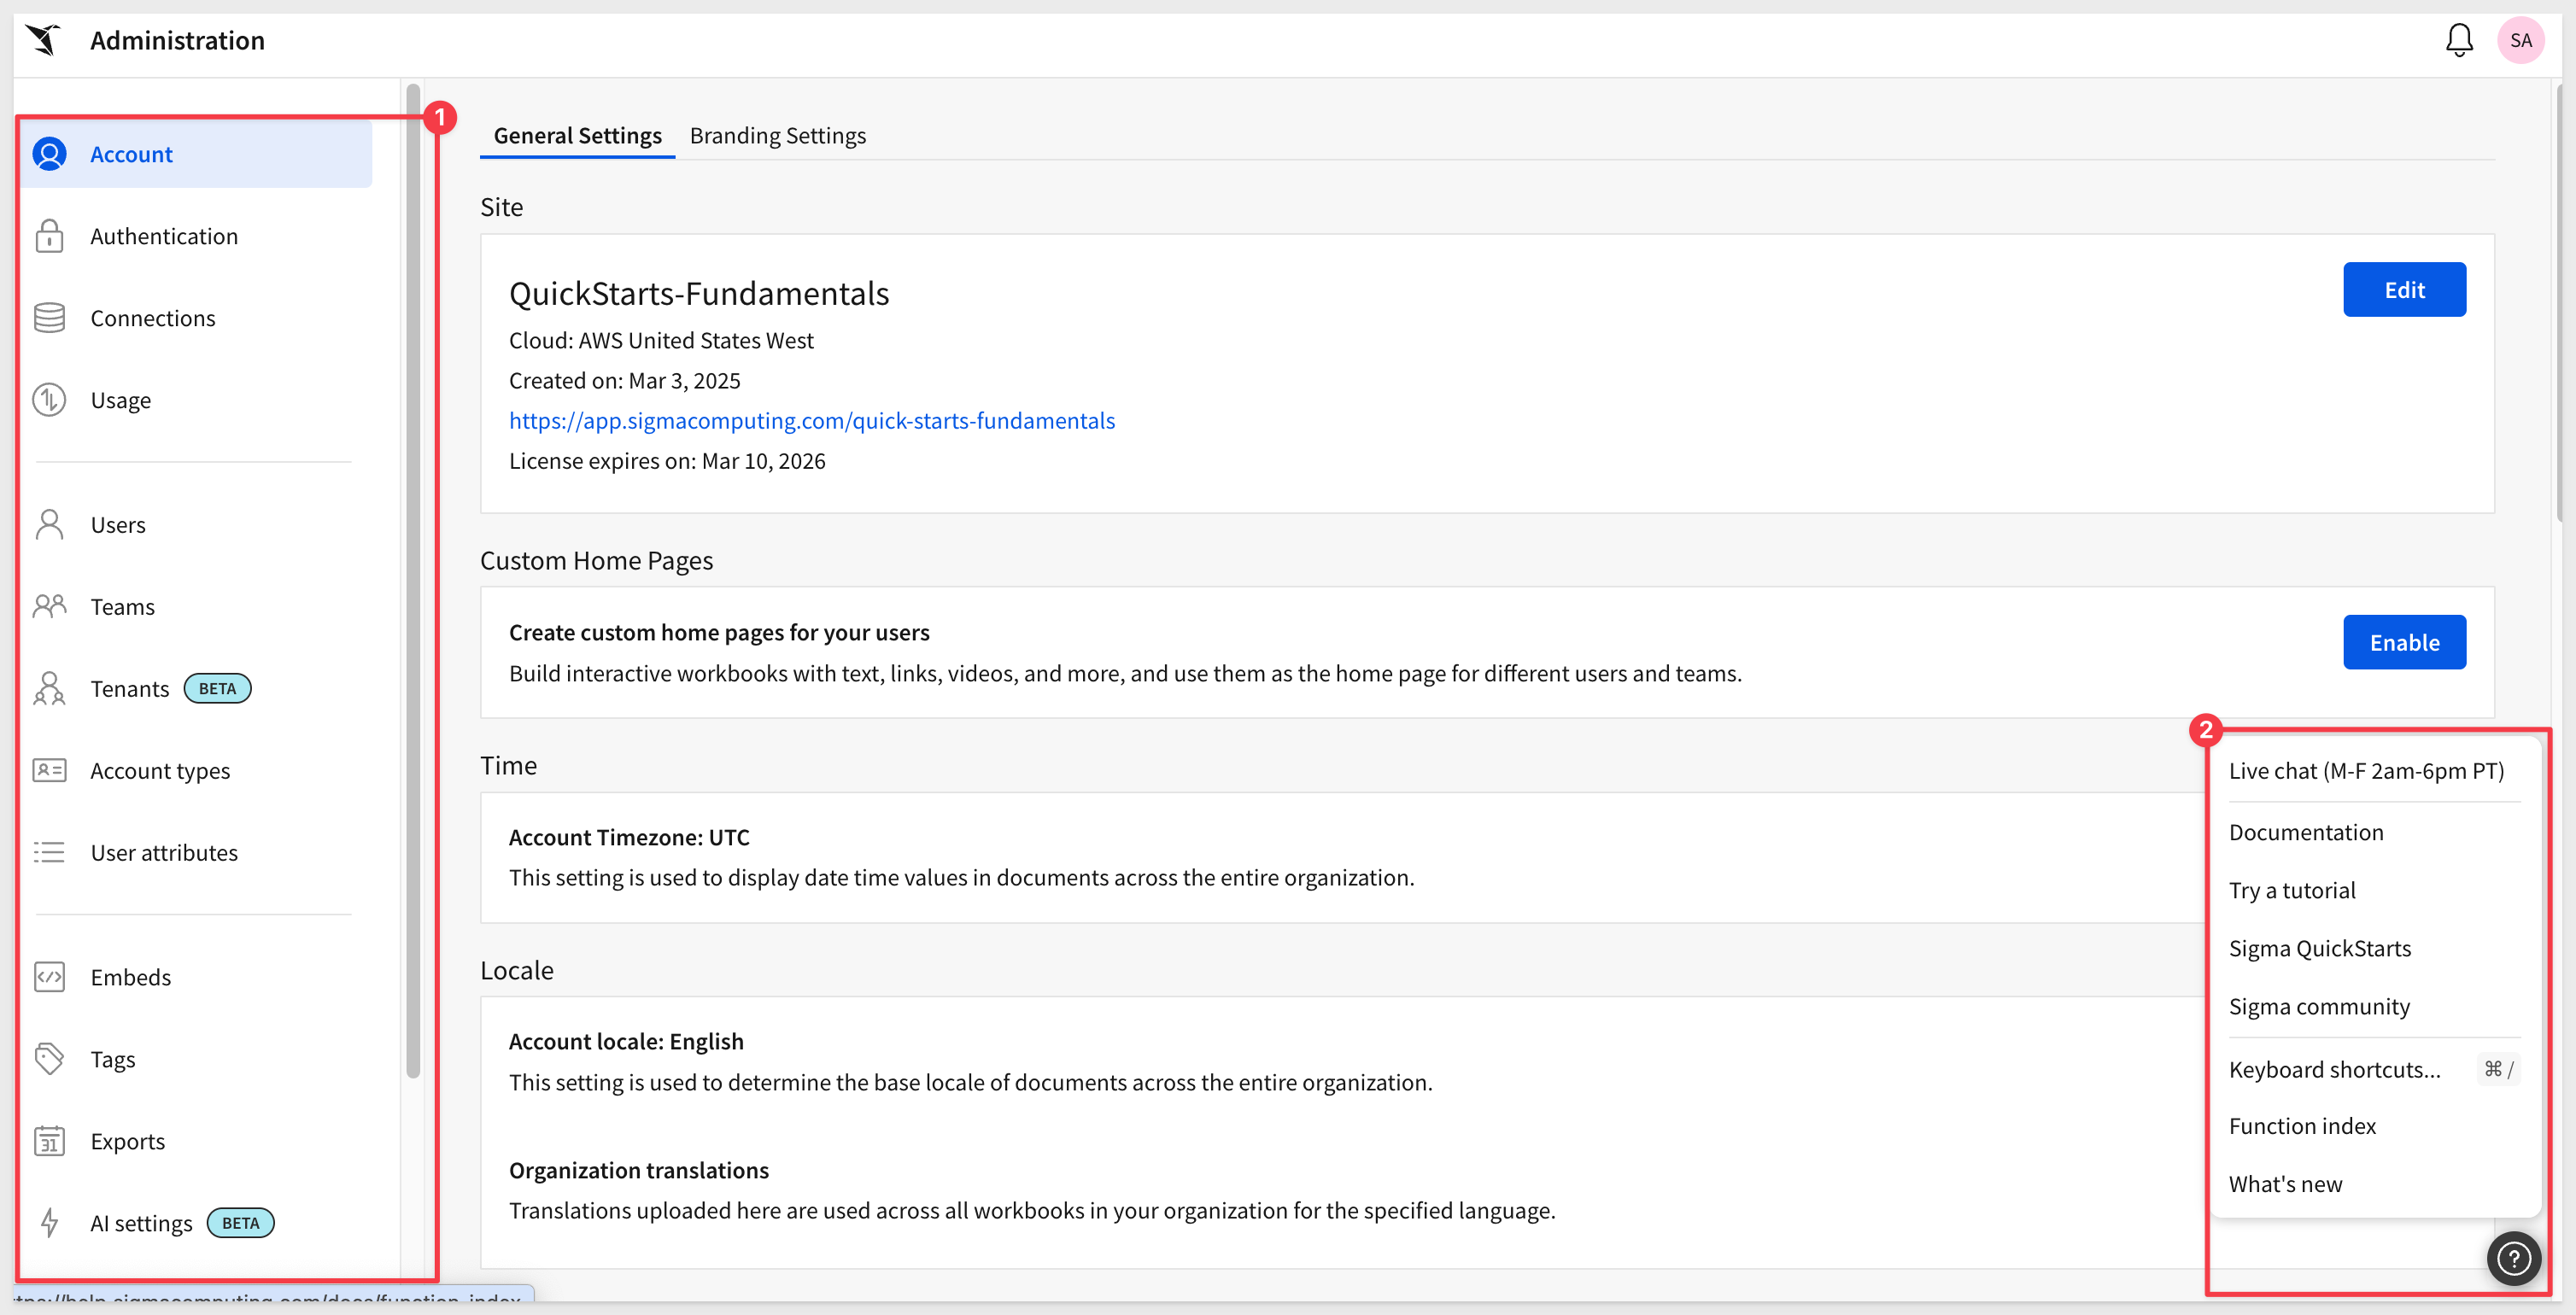 Administration
SA
1
Account
Authentication
Connections
Usage
Users
Teams
Tenants BETA
Account types
User attributes
Embeds
Tags
31
Exports
AI settings BETA
General Settings Branding Settings
Site
QuickStarts-Fundamentals
Edit
Cloud: AWS United States West
Created on: Mar 3, 2025
https://app.sigmacomputing.com/quick-starts-fundamentals
License expires on: Mar 10, 2026
Custom Home Pages
Create custom home pages for your users
Enable
Build interactive workbooks with text, links, videos, and more, and use them as the home page for different users and teams.
Time
Account Timezone: UTC
This setting is used to display date time values in documents across the entire organization.
Locale
Account locale: English
This setting is used to determine the base locale of documents across the entire organization.
Organization translations
Translations uploaded here are used across all workbooks in your organization for the specified language.
2
Live chat (M-F 2am-6pm PT)
Documentation
Try a tutorial
Sigma QuickStarts
Sigma community
Keyboard shortcuts... ⌘ /
Function index
What's new
?